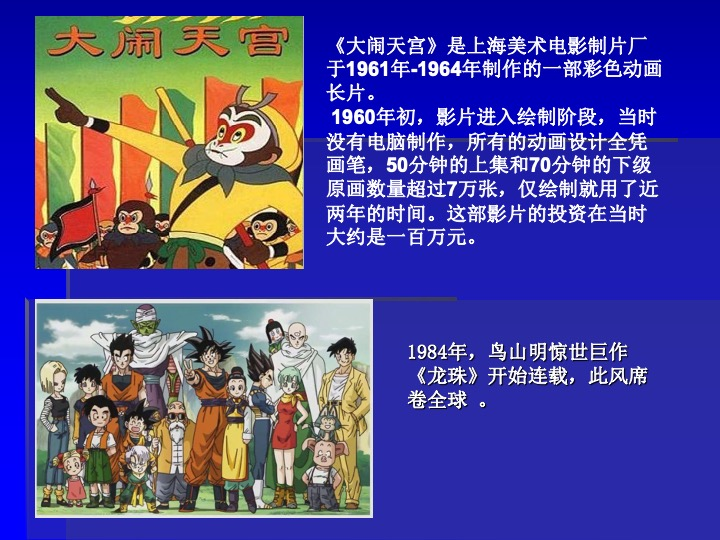 大闹天宫
《大闹天宫》是上海美术电影制片厂
于1961年-1964年制作的一部彩色动画
长片。
1960年初，影片进入绘制阶段，当时
没有电脑制作，所有的动画设计全凭
画笔，50分钟的上集和70分钟的下级
原画数量超过7万张，仅绘制就用了近
两年的时间。这部影片的投资在当时
大约是一百万元。
1984年，鸟山明惊世巨作
《龙珠》开始连载，此风席
卷全球 。